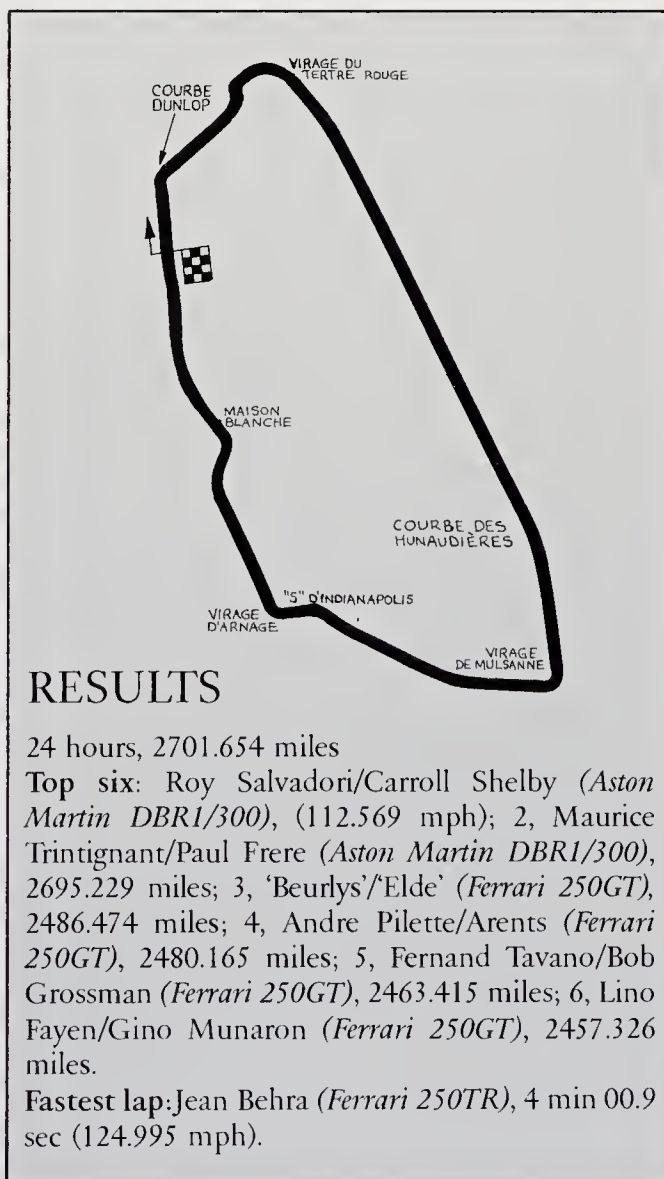 VIRAGE DU
TERTRE ROUGE
COURBE
DUNLOP
MAISON
BLANCHE
COURBE DES
HUNAUDIÈRES
"S" D'INDIANAPOLIS
VIRAGE
D'ARNAGE
VIRAGE
DE MULSANNE
RESULTS
24 hours, 2701.654 miles
Top six: Roy Salvadori/Carroll Shelby (Aston
Martin DBR1/300), (112.569 mph); 2, Maurice
Trintignant/Paul Frere (Aston Martin DBR1/300),
2695.229 miles; 3, 'Beurlys'/'Elde' (Ferrari 250GT),
2486.474 miles; 4, Andre Pilette/Arents (Ferrari
250GT), 2480.165 miles; 5, Fernand Tavano/Bob
Grossman (Ferrari 250GT), 2463.415 miles; 6, Lino
Fayen/Gino Munaron (Ferrari 250GT), 2457.326
miles.
Fastest lap:Jean Behra (Ferrari 250TR), 4 min 00.9
sec (124.995 mph).